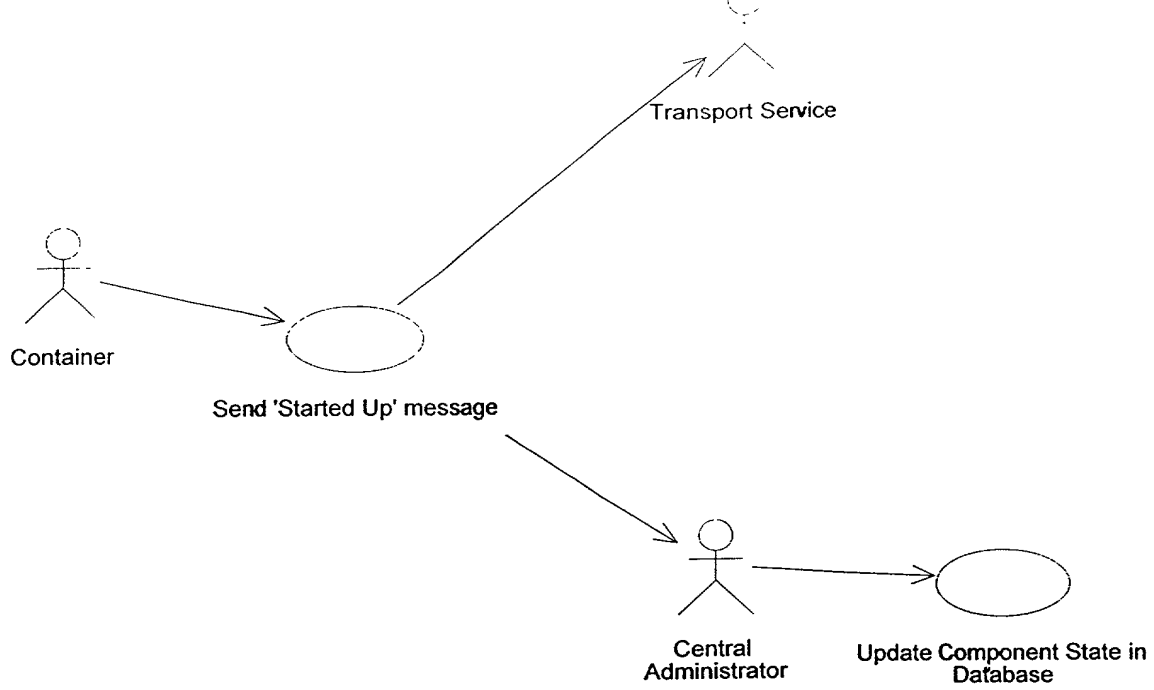 Transport Service
Container
Send 'Started Up' message
Central
Administrator
Update Component State in
Database